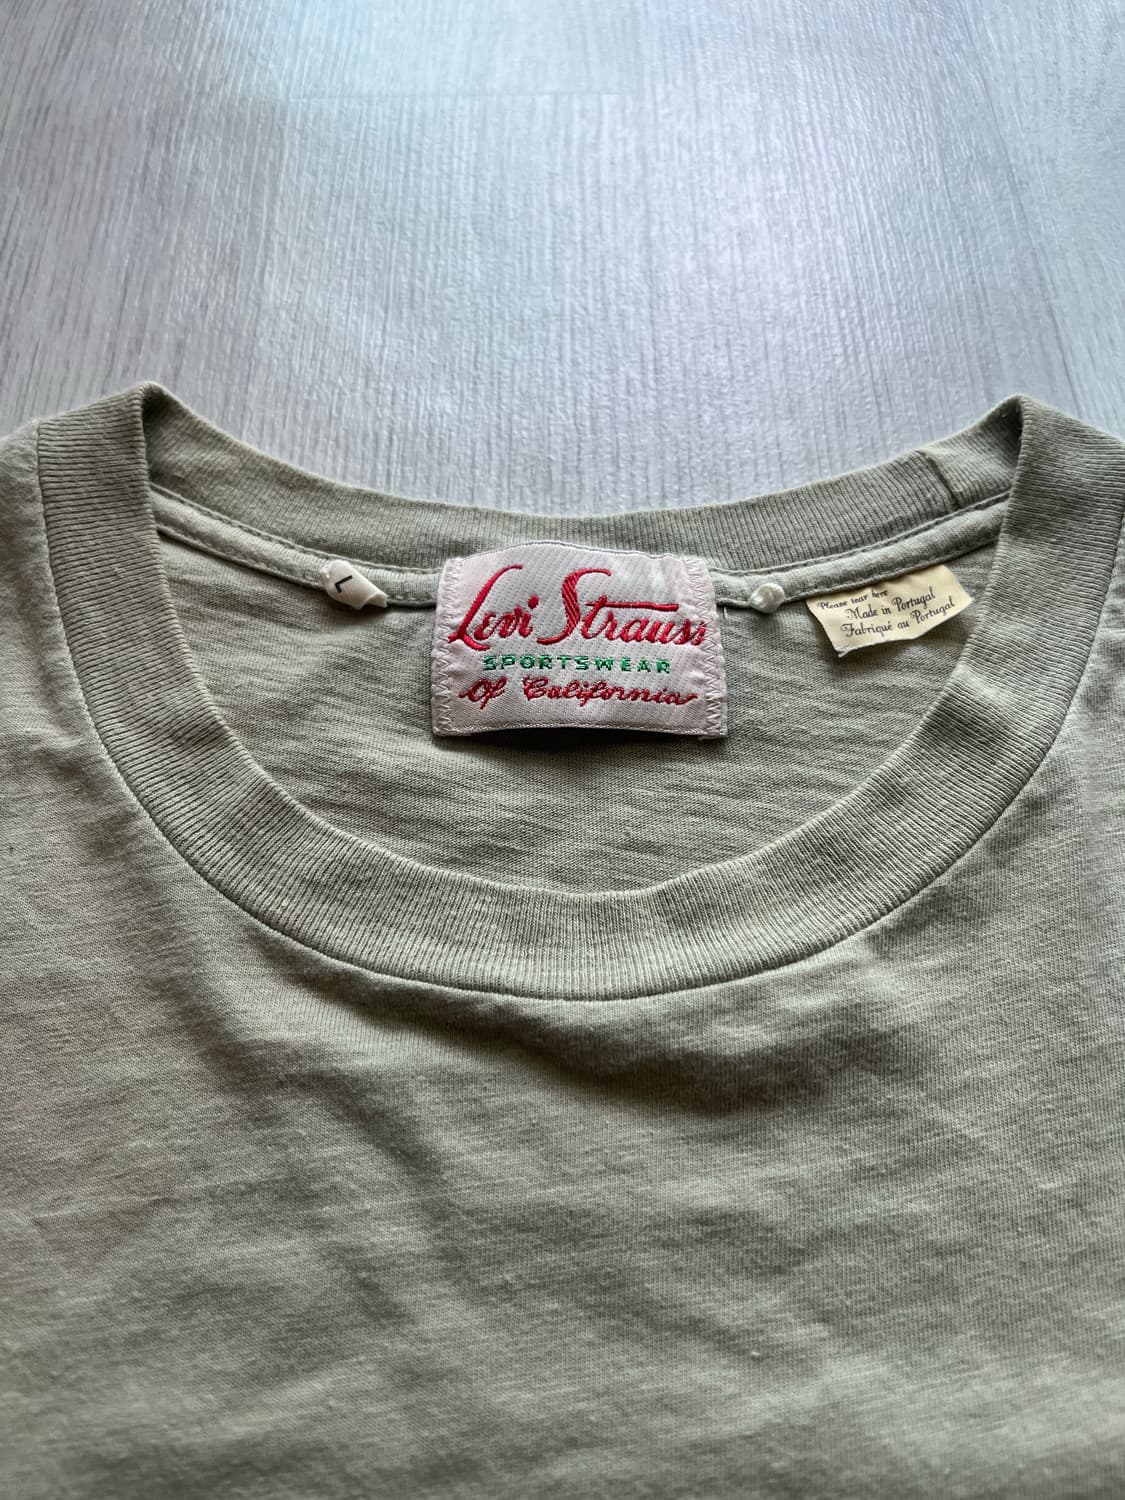 L
Levi Strauss
SPORTSWEAR
Of California
Please tear here
Made in Portugal
Fabriqué au Portugal